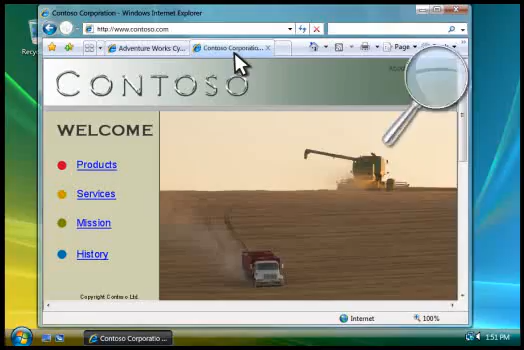 Contoso Corporation - Windows Internet Explorer
http://www.contoso.com
Adventure Works Cy...
Contoso Corporatio...
Page
CONTOSO
WELCOME
Products
Services
Mission
History
Copyright Contoso Ltd.
Internet
100%
Contoso Corporatio ...
1:51 PM